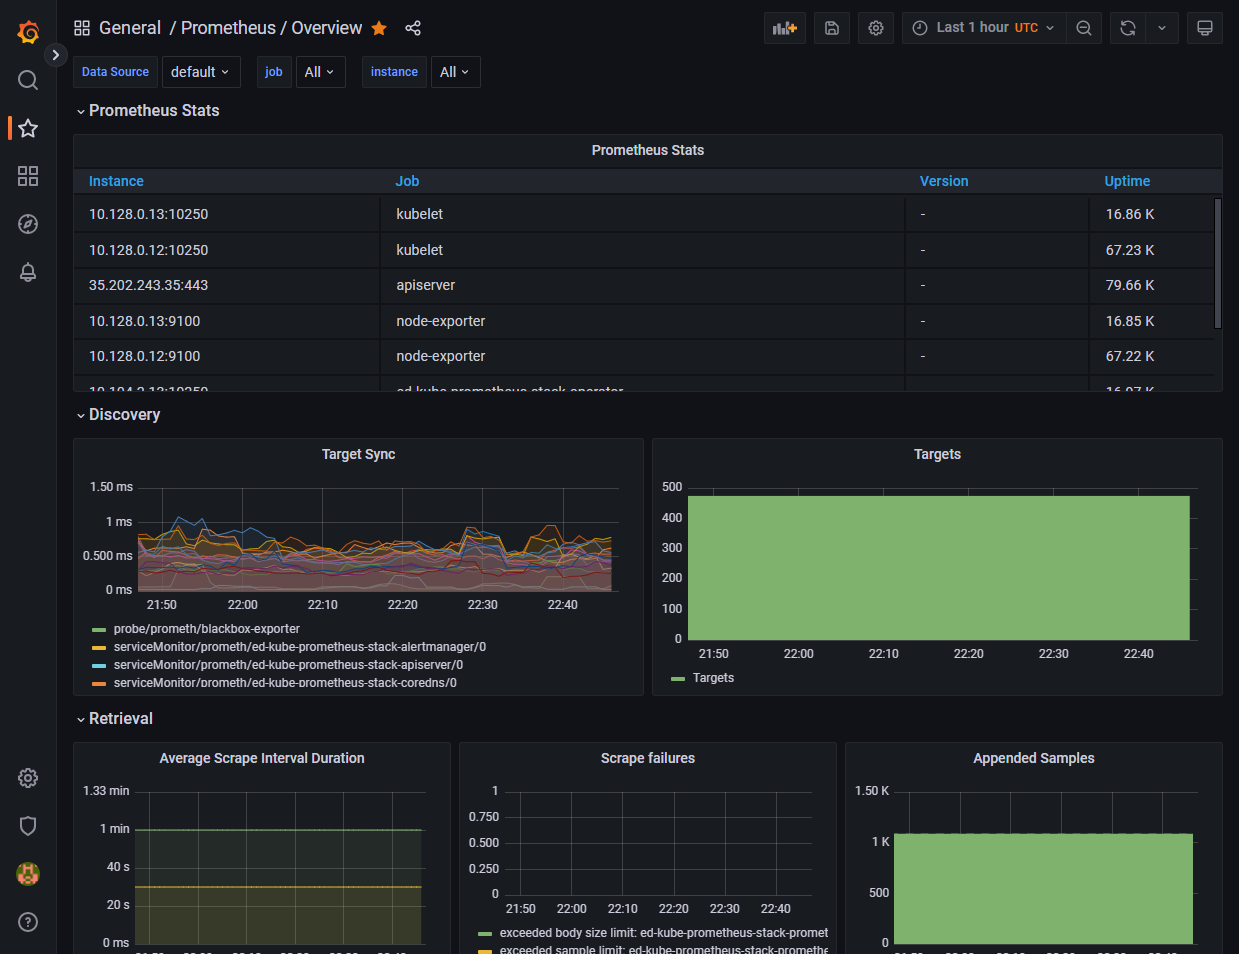 General / Prometheus / Overview
Last 1 hour UTC
Data Source default job All instance All
Prometheus Stats
Prometheus Stats
Instance Job Version Uptime
10.128.0.13:10250 kubelet - 16.86 K
10.128.0.12:10250 kubelet - 67.23 K
35.202.243.35:443 apiserver - 79.66 K
10.128.0.13:9100 node-exporter - 16.85 K
10.128.0.12:9100 node-exporter - 67.22 K
ed-kube-prometheus-stack-operator
Discovery
Target Sync
1.50 ms
1 ms
0.500 ms
0 ms
21:50 22:00 22:10 22:20 22:30 22:40
probe/prometh/blackbox-exporter
serviceMonitor/prometh/ed-kube-prometheus-stack-alertmanager/0
serviceMonitor/prometh/ed-kube-prometheus-stack-apiserver/0
serviceMonitor/prometh/ed-kube-prometheus-stack-coredns/0
Targets
500
400
300
200
100
0
21:50 22:00 22:10 22:20 22:30 22:40
Targets
Retrieval
Average Scrape Interval Duration
1.33 min
1 min
40 s
20 s
0 ms
Scrape failures
1
0.750
0.500
0.250
0
21:50 22:00 22:10 22:20 22:30 22:40
exceeded body size limit: ed-kube-prometheus-stack-promet
exceeded sample limit: ed-kube-prometheus-stack-promethe
Appended Samples
1.50 K
1 K
500
0